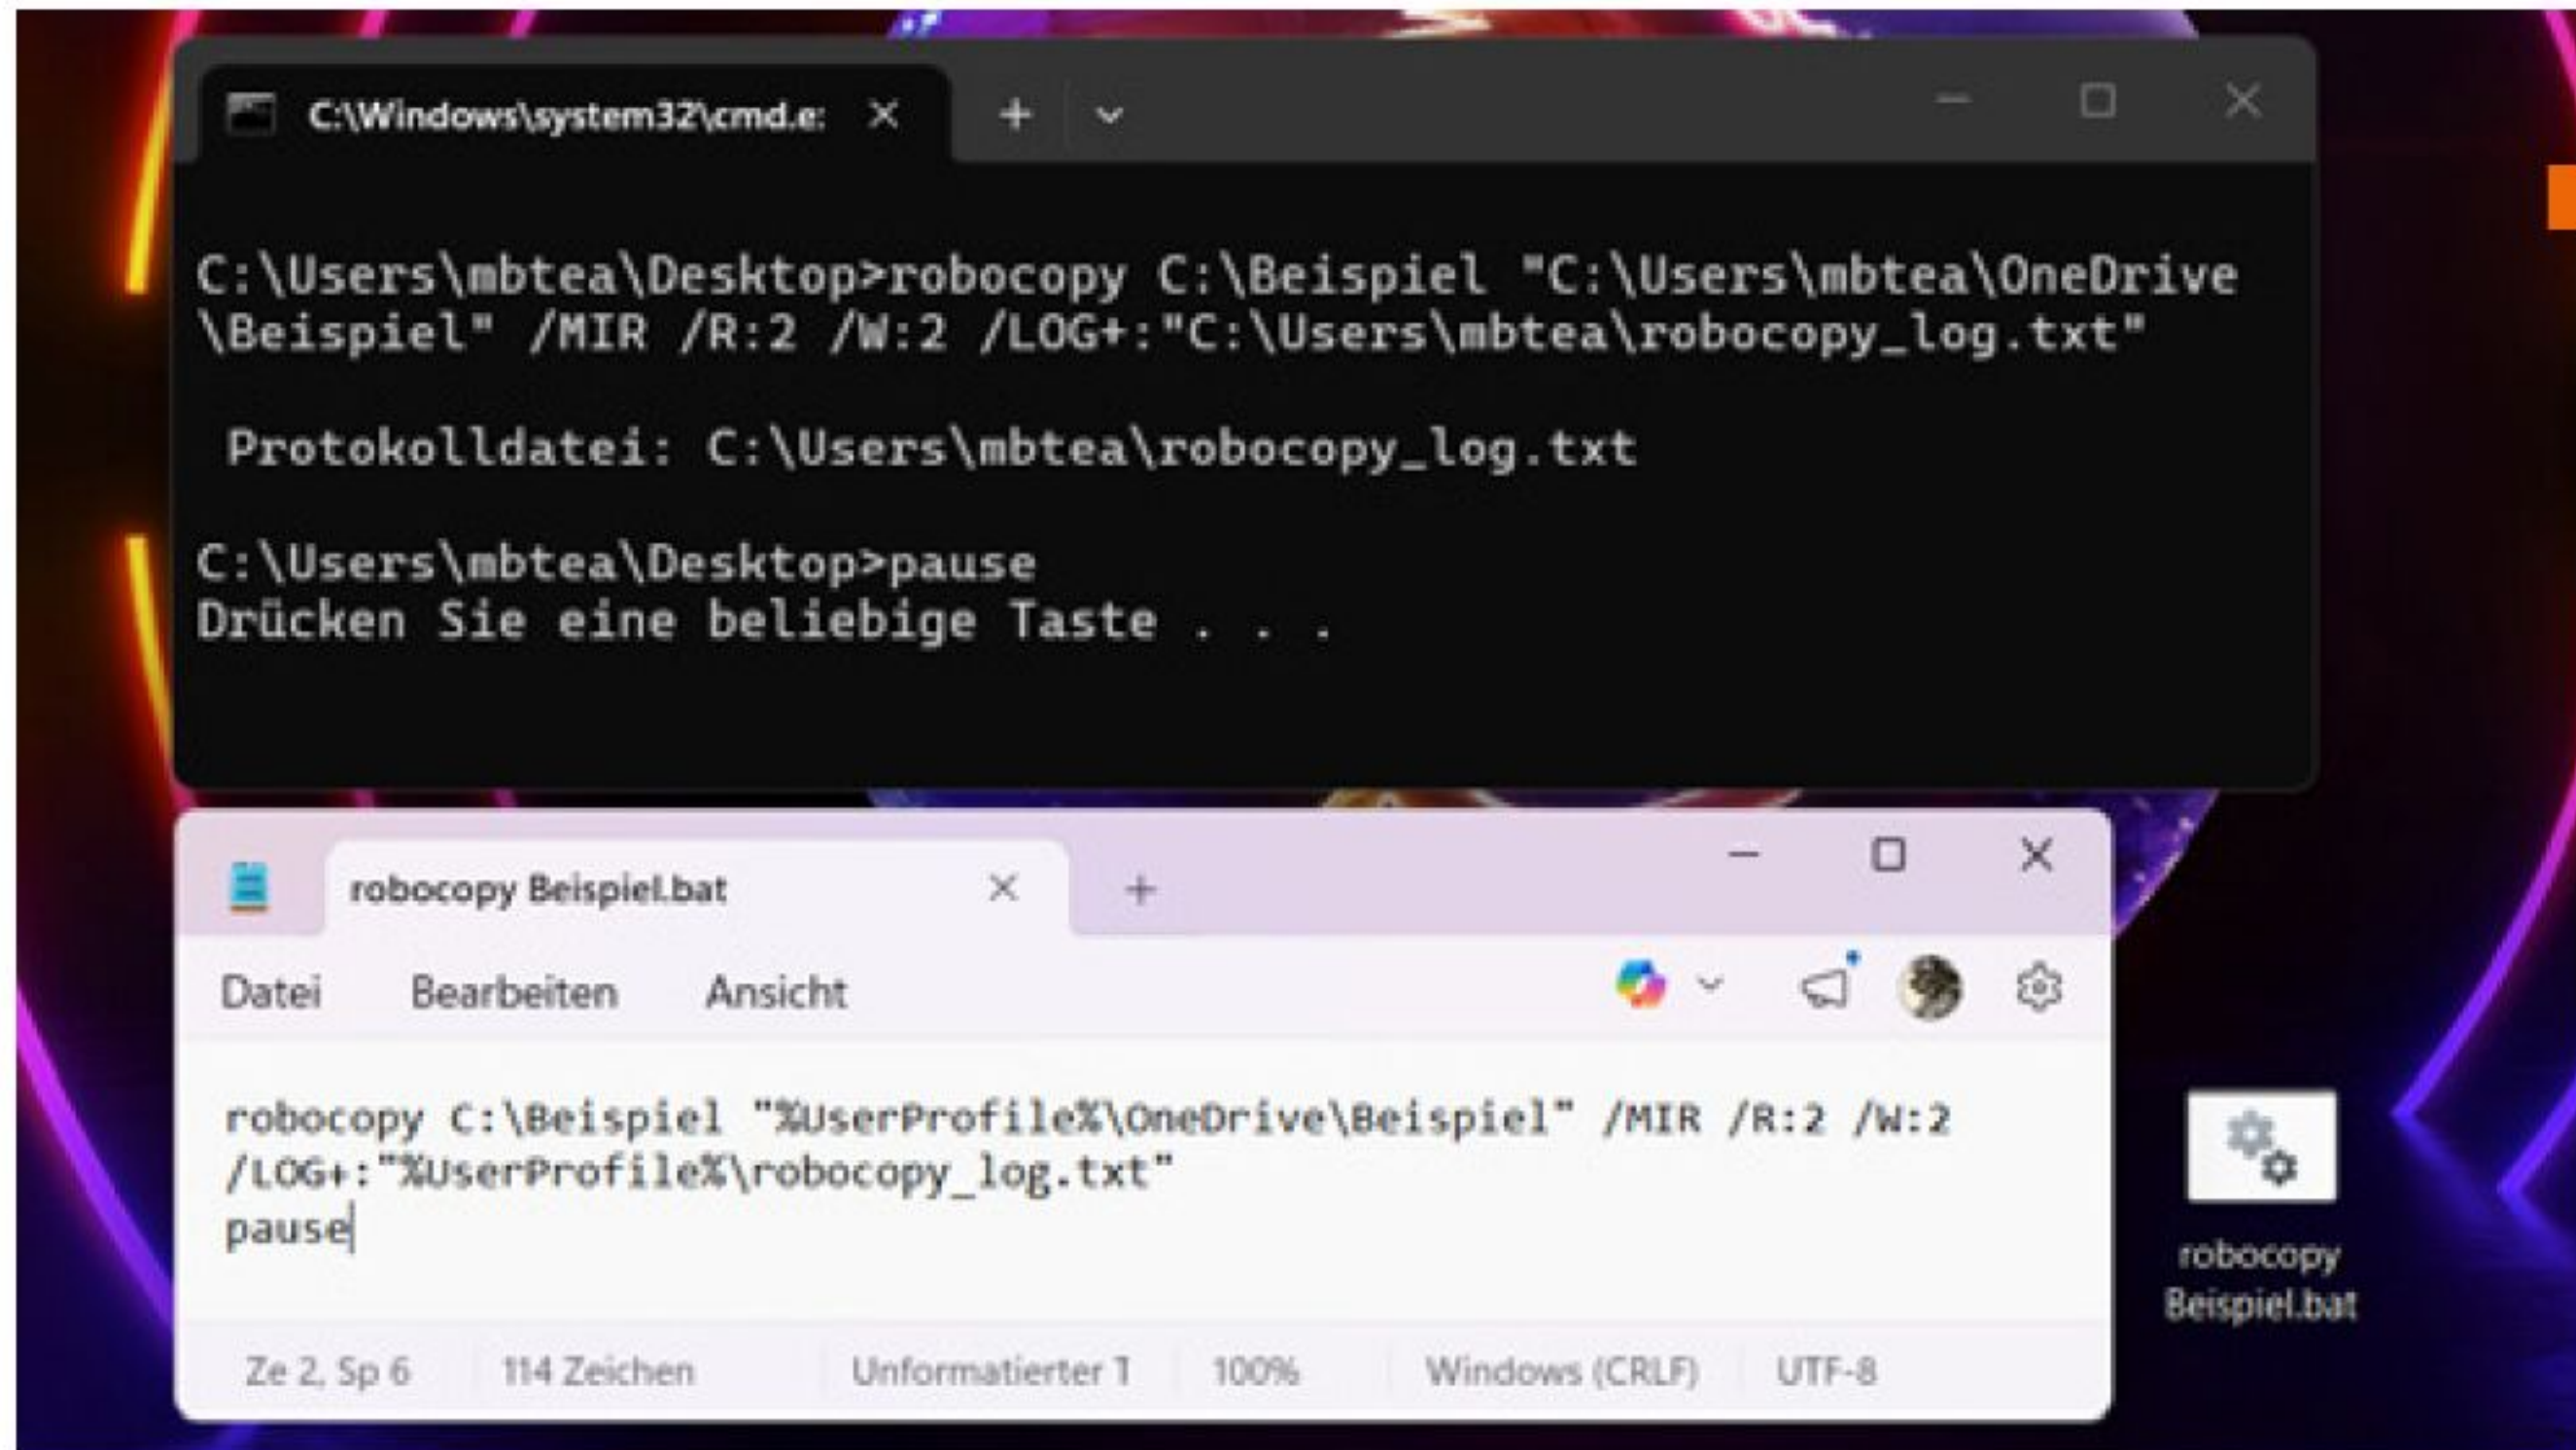 C:\Windows\system32\cmd.e:
C:\Users\mbtea\Desktop>robocopy C:\Beispiel "C:\Users\mbtea\OneDrive
\Beispiel" /MIR /R:2 /W:2 /LOG+:"C:\Users\mbtea\robocopy_log.txt"
Protokolldatei: C:\Users\mbtea\robocopy_log.txt
C:\Users\mbtea\Desktop>pause
Drücken Sie eine beliebige Taste . . .
robocopy Beispiel.bat
Datei Bearbeiten Ansicht
robocopy C:\Beispiel "%UserProfile%\OneDrive\Beispiel" /MIR /R:2 /W:2
/LOG+:"%UserProfile%\robocopy_log.txt"
pause
Ze 2, Sp 6 114 Zeichen Unformatierter T 100% Windows (CRLF) UTF-8
robocopy
Beispiel.bat